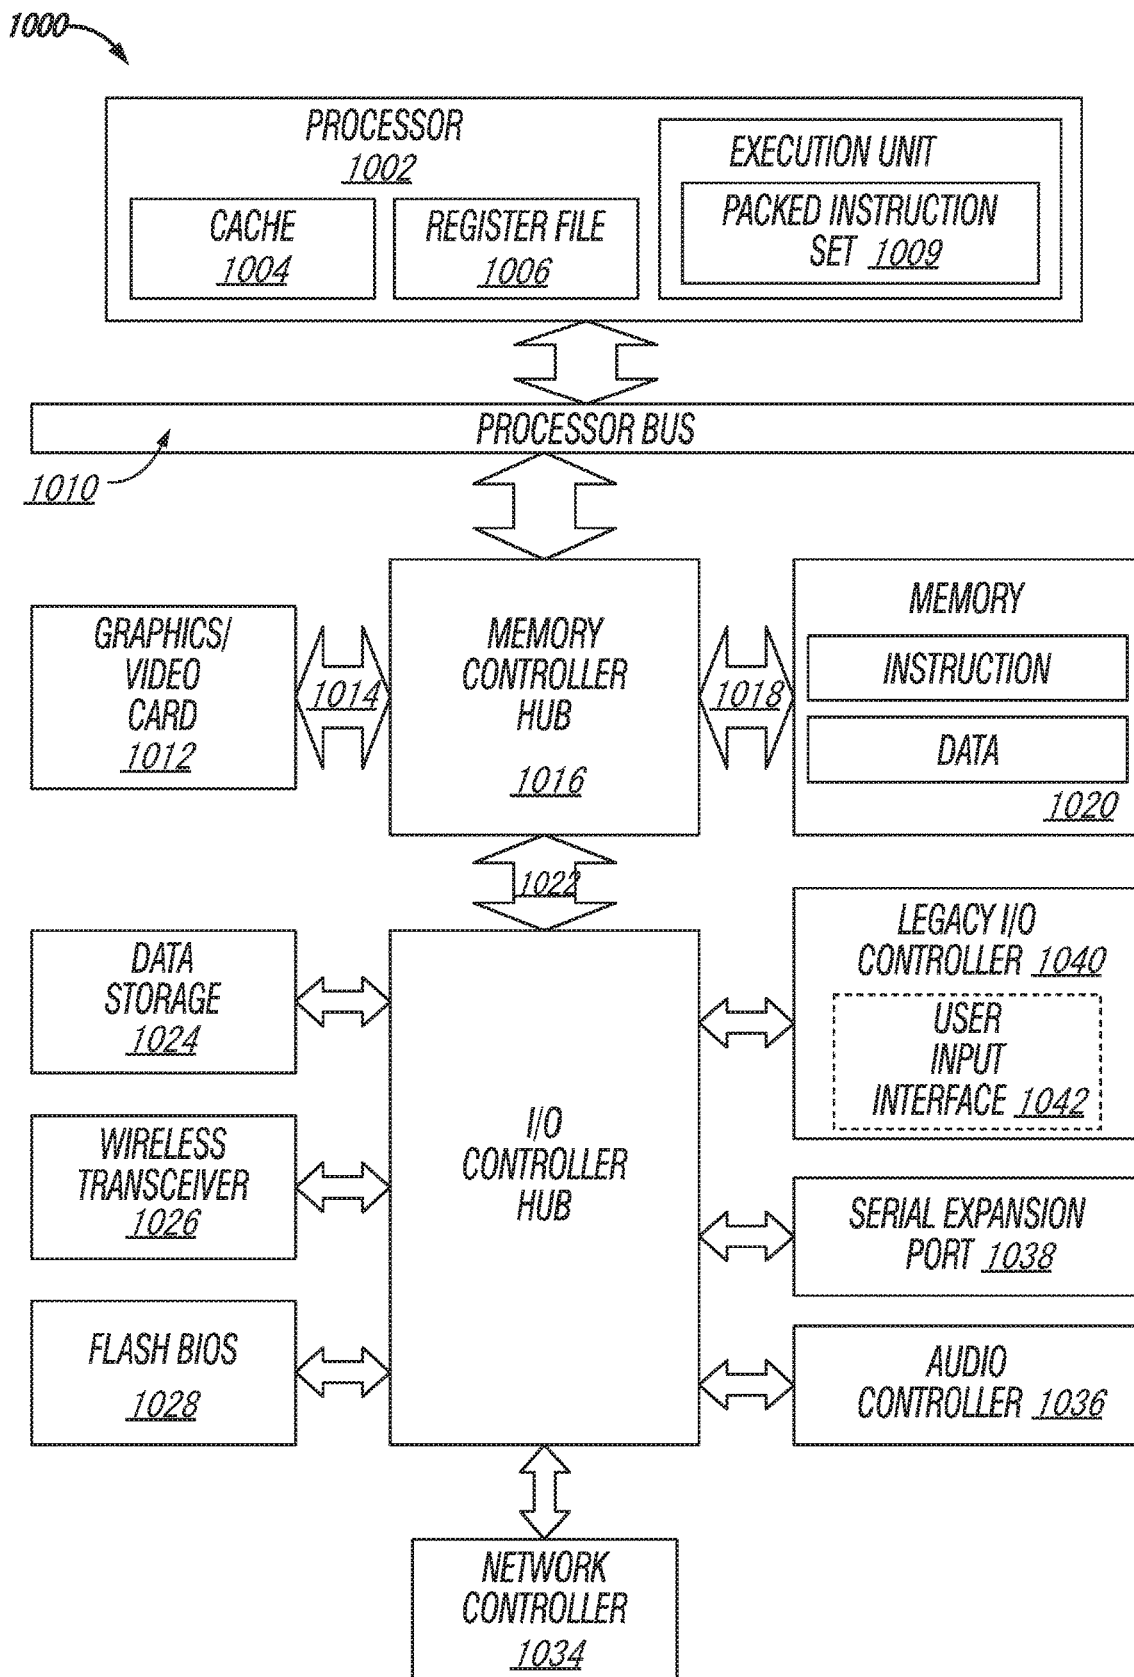 1000
PROCESSOR
1002
CACHE
1004
REGISTER FILE
1006
EXECUTION UNIT
PACKED INSTRUCTION
SET 1009
PROCESSOR BUS
1010
GRAPHICS/
VIDEO
CARD
1012
1014
MEMORY
CONTROLLER
HUB
1016
1018
MEMORY
INSTRUCTION
DATA
1020
1022
DATA
STORAGE
1024
WIRELESS
TRANSCEIVER
1026
FLASH BIOS
1028
I/O
CONTROLLER
HUB
LEGACY I/O
CONTROLLER 1040
USER
INPUT
INTERFACE 1042
SERIAL EXPANSION
PORT 1038
AUDIO
CONTROLLER 1036
NETWORK
CONTROLLER
1034